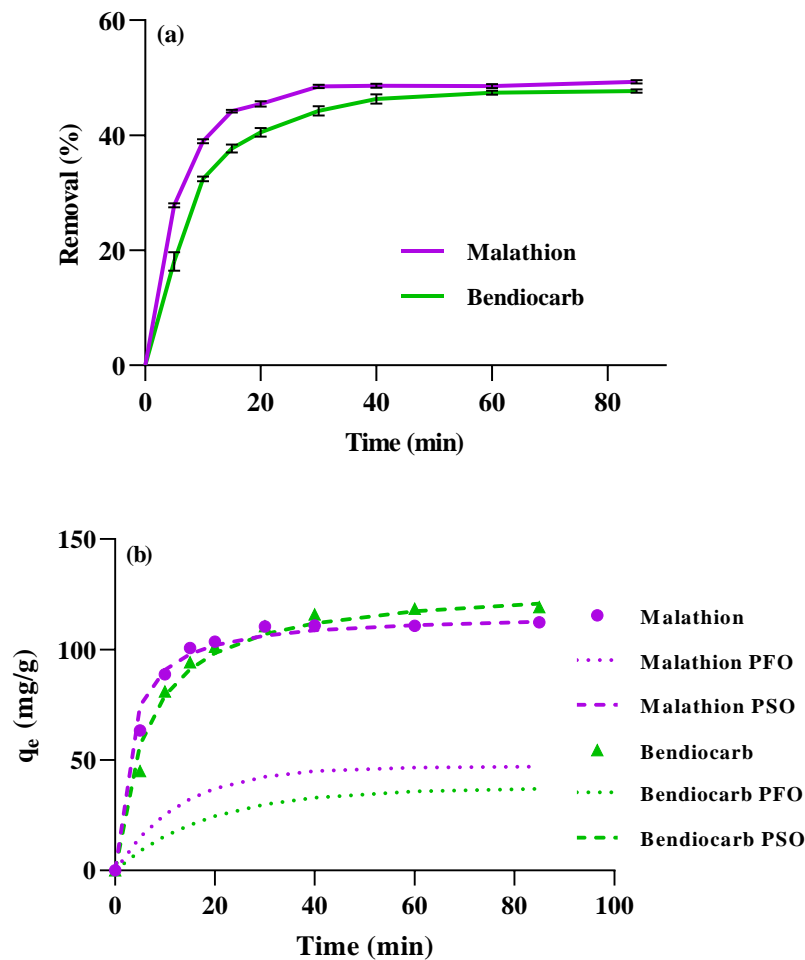 (a)
Removal (%)
60
40
20
0
0 20 40 60 80
Time (min)
Malathion
Bendiocarb
(b)
qe (mg/g)
150
100
50
0
0 20 40 60 80 100
Time (min)
Malathion
Malathion PFO
Malathion PSO
Bendiocarb
Bendiocarb PFO
Bendiocarb PSO